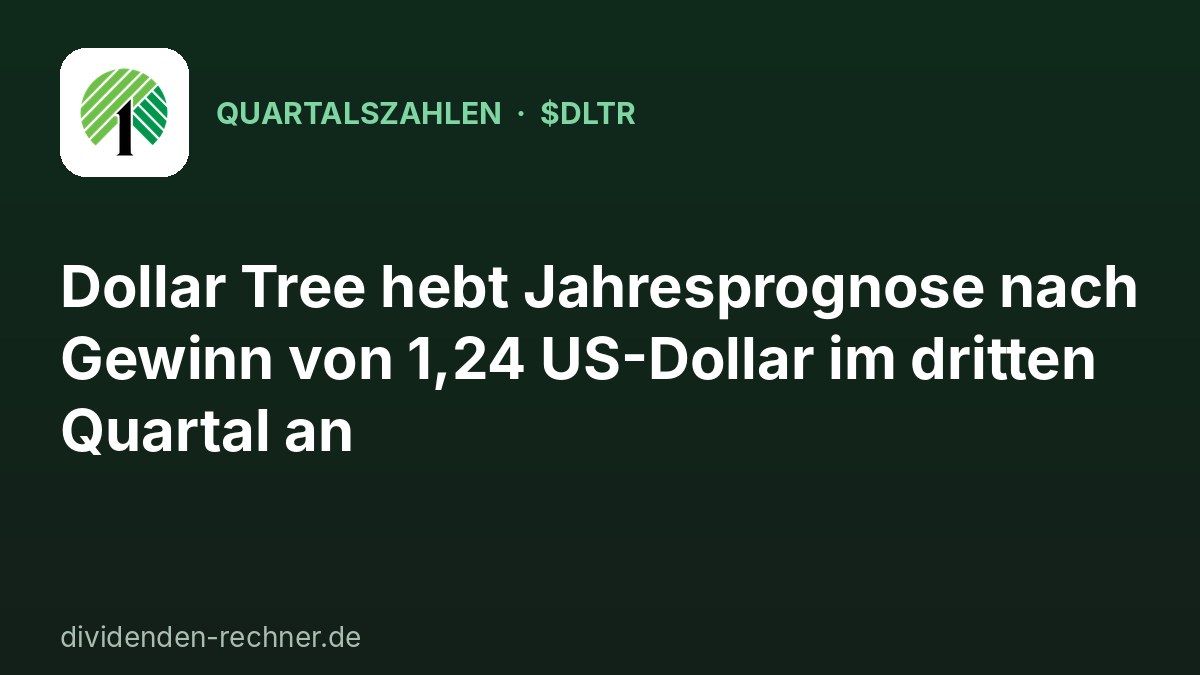 QUARTALSZAHLEN · $DLTR
Dollar Tree hebt Jahresprognose nach
Gewinn von 1,24 US-Dollar im dritten
Quartal an
dividenden-rechner.de